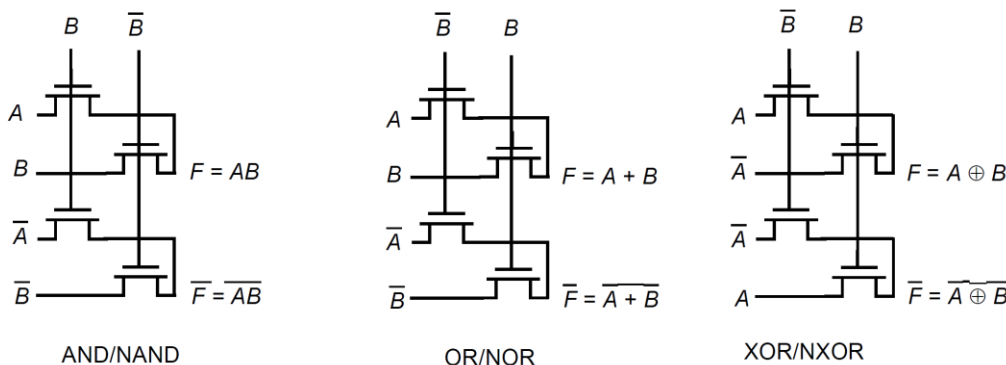 B B̅ B̅ B B̅ B
A A A
B F = AB B F = A + B A̅ F = A ⊕ B
A̅ A̅ A̅
B̅ F̅ = A̅B̅ B̅ F̅ = A̅ ̅+̅ ̅B̅ A F̅ = A̅ ̅⊕̅ ̅B̅
AND/NAND OR/NOR XOR/NXOR